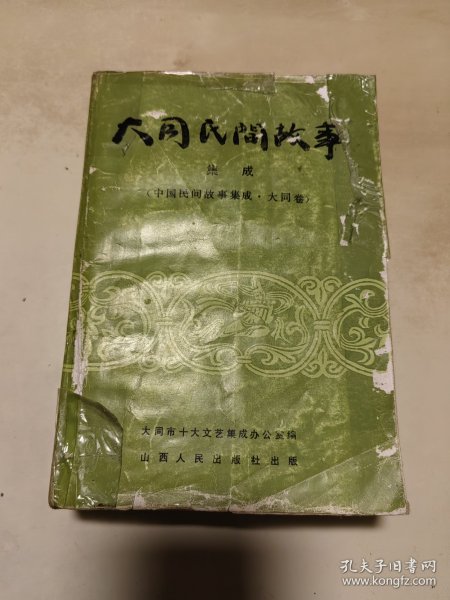 大同民间故事
集成
（中国民间故事集成·大同卷）
大同市十大文艺集成办公室编
山西人民出版社出版
孔夫子旧书网
www.kongfz.com